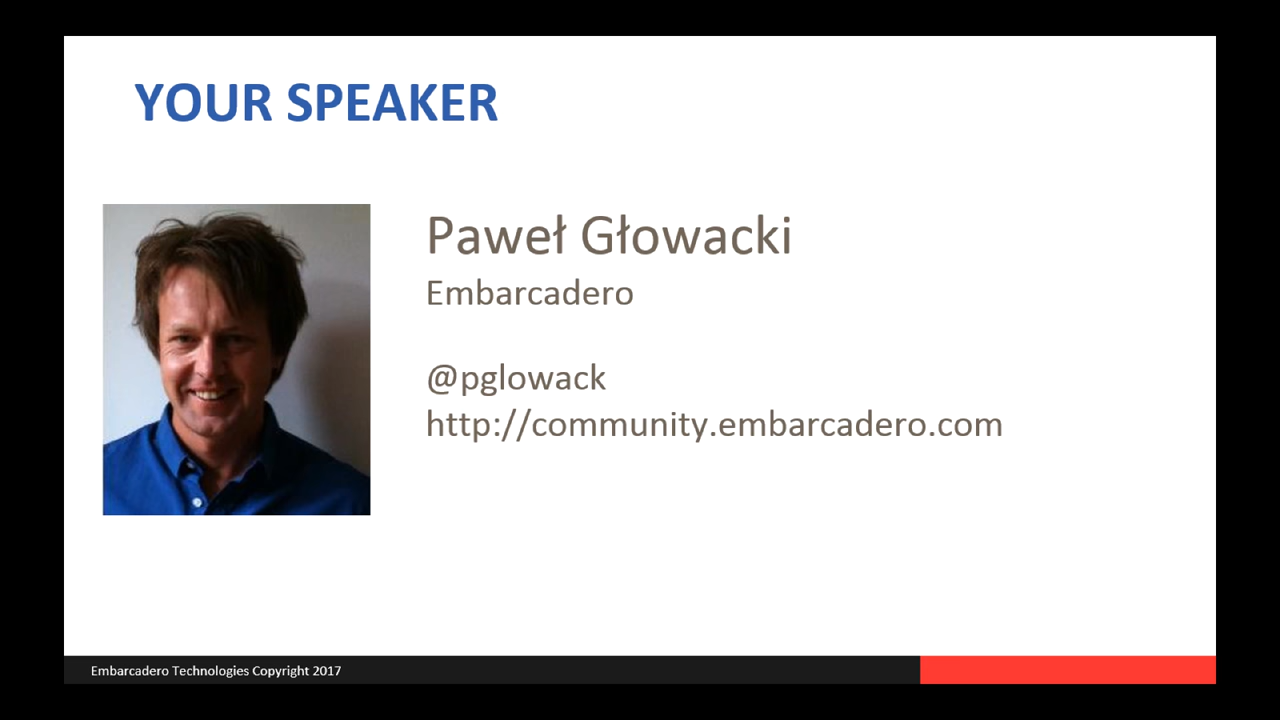 YOUR SPEAKER
Paweł Głowacki
Embarcadero
@pglowack
http://community.embarcadero.com
Embarcadero Technologies Copyright 2017